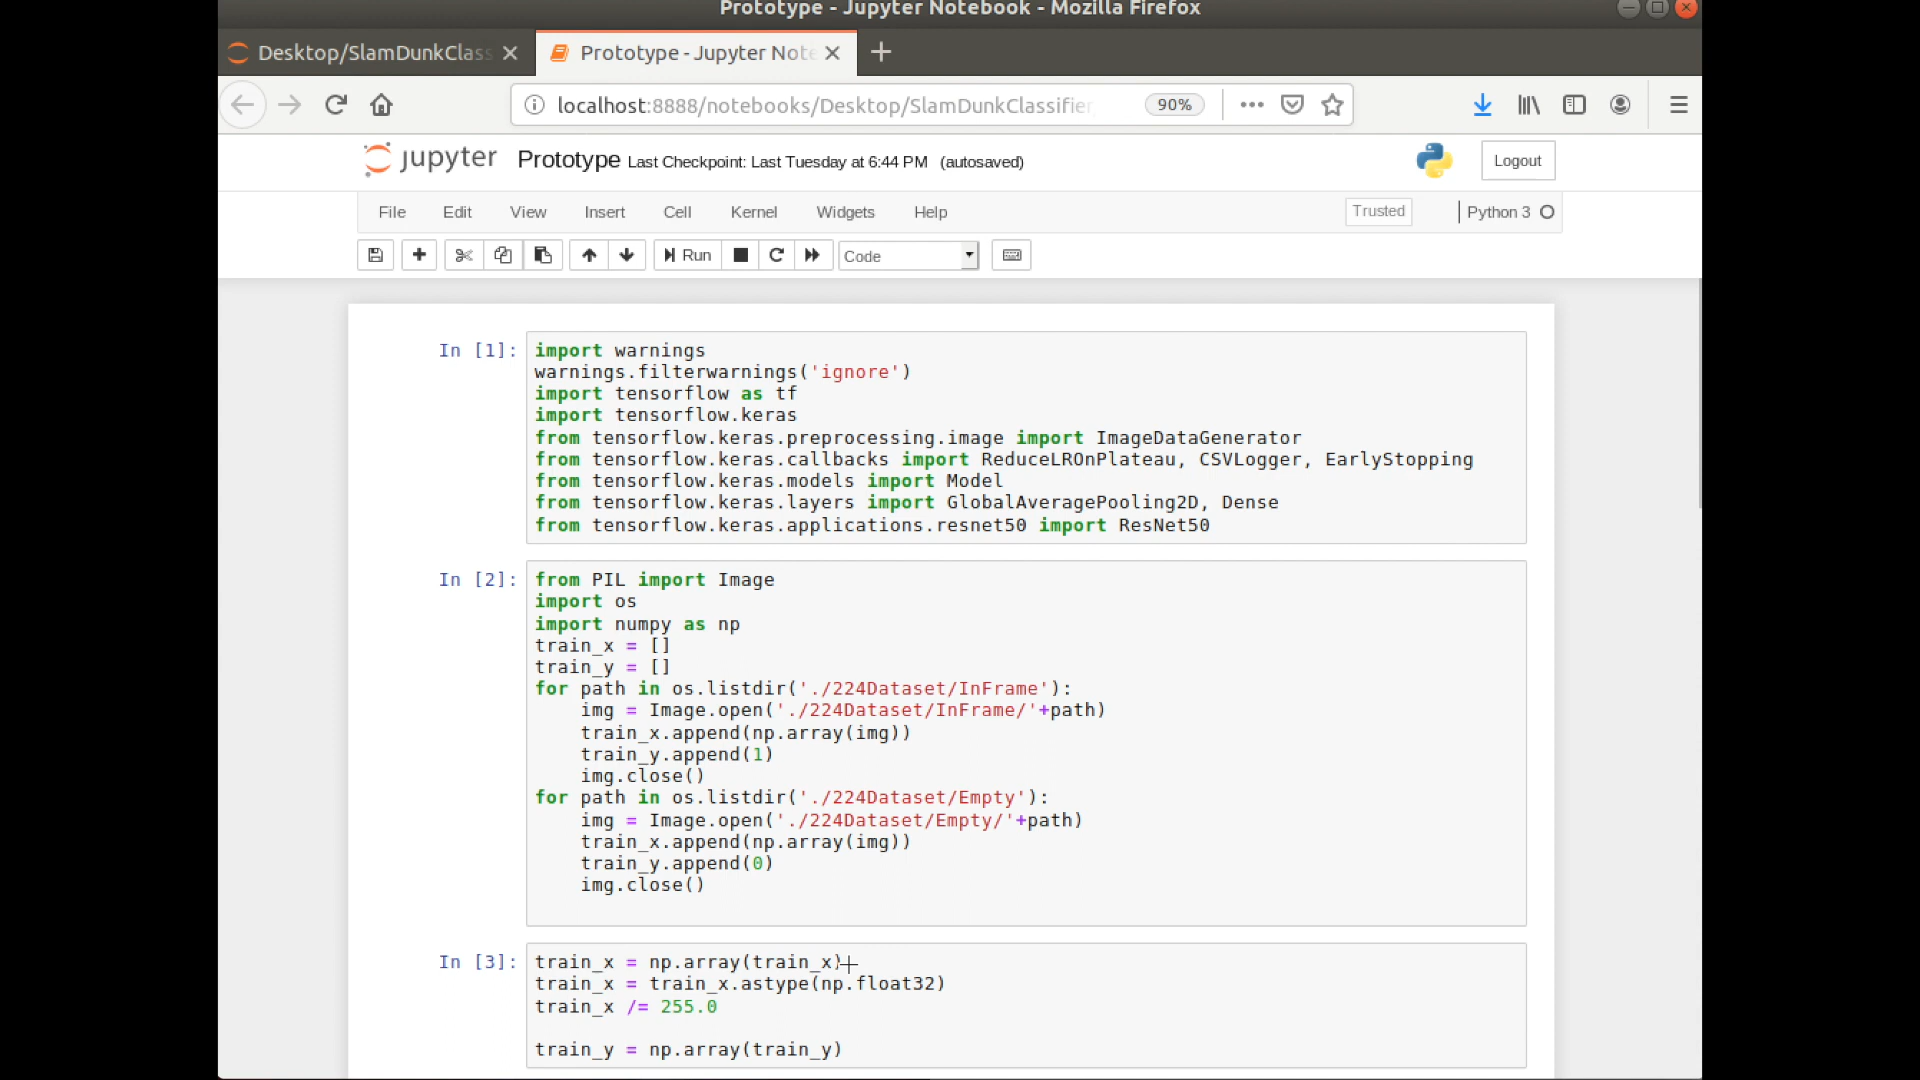 Prototype - Jupyter Notebook - Mozilla Firefox
Desktop/SlamDunkClass
Prototype - Jupyter Note
localhost:8888/notebooks/Desktop/SlamDunkClassifier
90%
jupyter Prototype Last Checkpoint: Last Tuesday at 6:44 PM (autosaved)
Logout
File Edit View Insert Cell Kernel Widgets Help
Trusted
Python 3
Run
Code
In [1]:
import warnings
warnings.filterwarnings('ignore')
import tensorflow as tf
import tensorflow.keras
from tensorflow.keras.preprocessing.image import ImageDataGenerator
from tensorflow.keras.callbacks import ReduceLROnPlateau, CSVLogger, EarlyStopping
from tensorflow.keras.models import Model
from tensorflow.keras.layers import GlobalAveragePooling2D, Dense
from tensorflow.keras.applications.resnet50 import ResNet50
In [2]:
from PIL import Image
import os
import numpy as np
train_x = []
train_y = []
for path in os.listdir('./224Dataset/InFrame'):
    img = Image.open('./224Dataset/InFrame/'+path)
    train_x.append(np.array(img))
    train_y.append(1)
    img.close()
for path in os.listdir('./224Dataset/Empty'):
    img = Image.open('./224Dataset/Empty/'+path)
    train_x.append(np.array(img))
    train_y.append(0)
    img.close()
In [3]:
train_x = np.array(train_x)
train_x = train_x.astype(np.float32)
train_x /= 255.0
train_y = np.array(train_y)